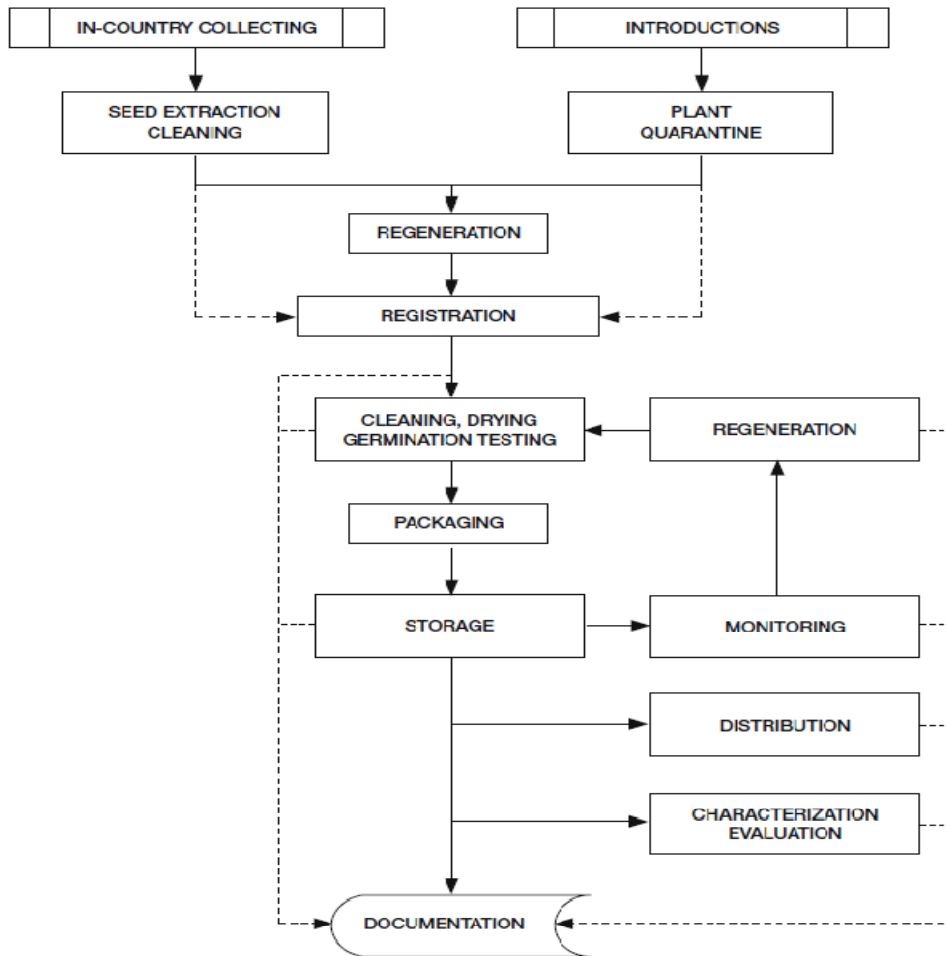 IN-COUNTRY COLLECTING
INTRODUCTIONS
SEED EXTRACTION
CLEANING
PLANT
QUARANTINE
REGENERATION
REGISTRATION
CLEANING, DRYING
GERMINATION TESTING
REGENERATION
PACKAGING
STORAGE
MONITORING
DISTRIBUTION
CHARACTERIZATION
EVALUATION
DOCUMENTATION